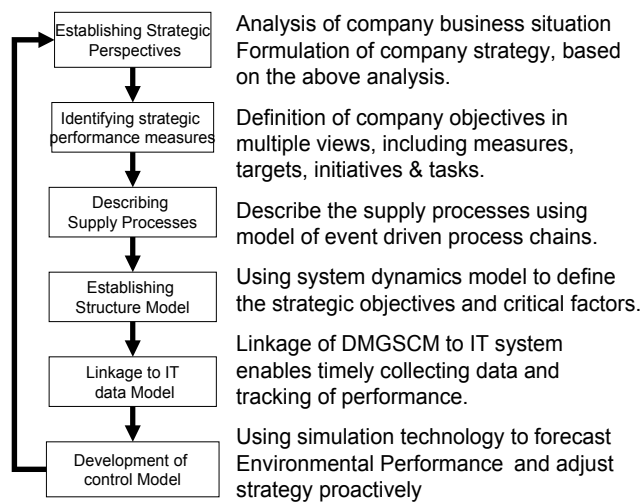 Establishing Strategic
Perspectives
Analysis of company business situation
Formulation of company strategy, based
on the above analysis.
Identifying strategic
performance measures
Definition of company objectives in
multiple views, including measures,
targets, initiatives & tasks.
Describing
Supply Processes
Describe the supply processes using
model of event driven process chains.
Establishing
Structure Model
Using system dynamics model to define
the strategic objectives and critical factors.
Linkage to IT
data Model
Linkage of DMGSCM to IT system
enables timely collecting data and
tracking of performance.
Development of
control Model
Using simulation technology to forecast
Environmental Performance and adjust
strategy proactively